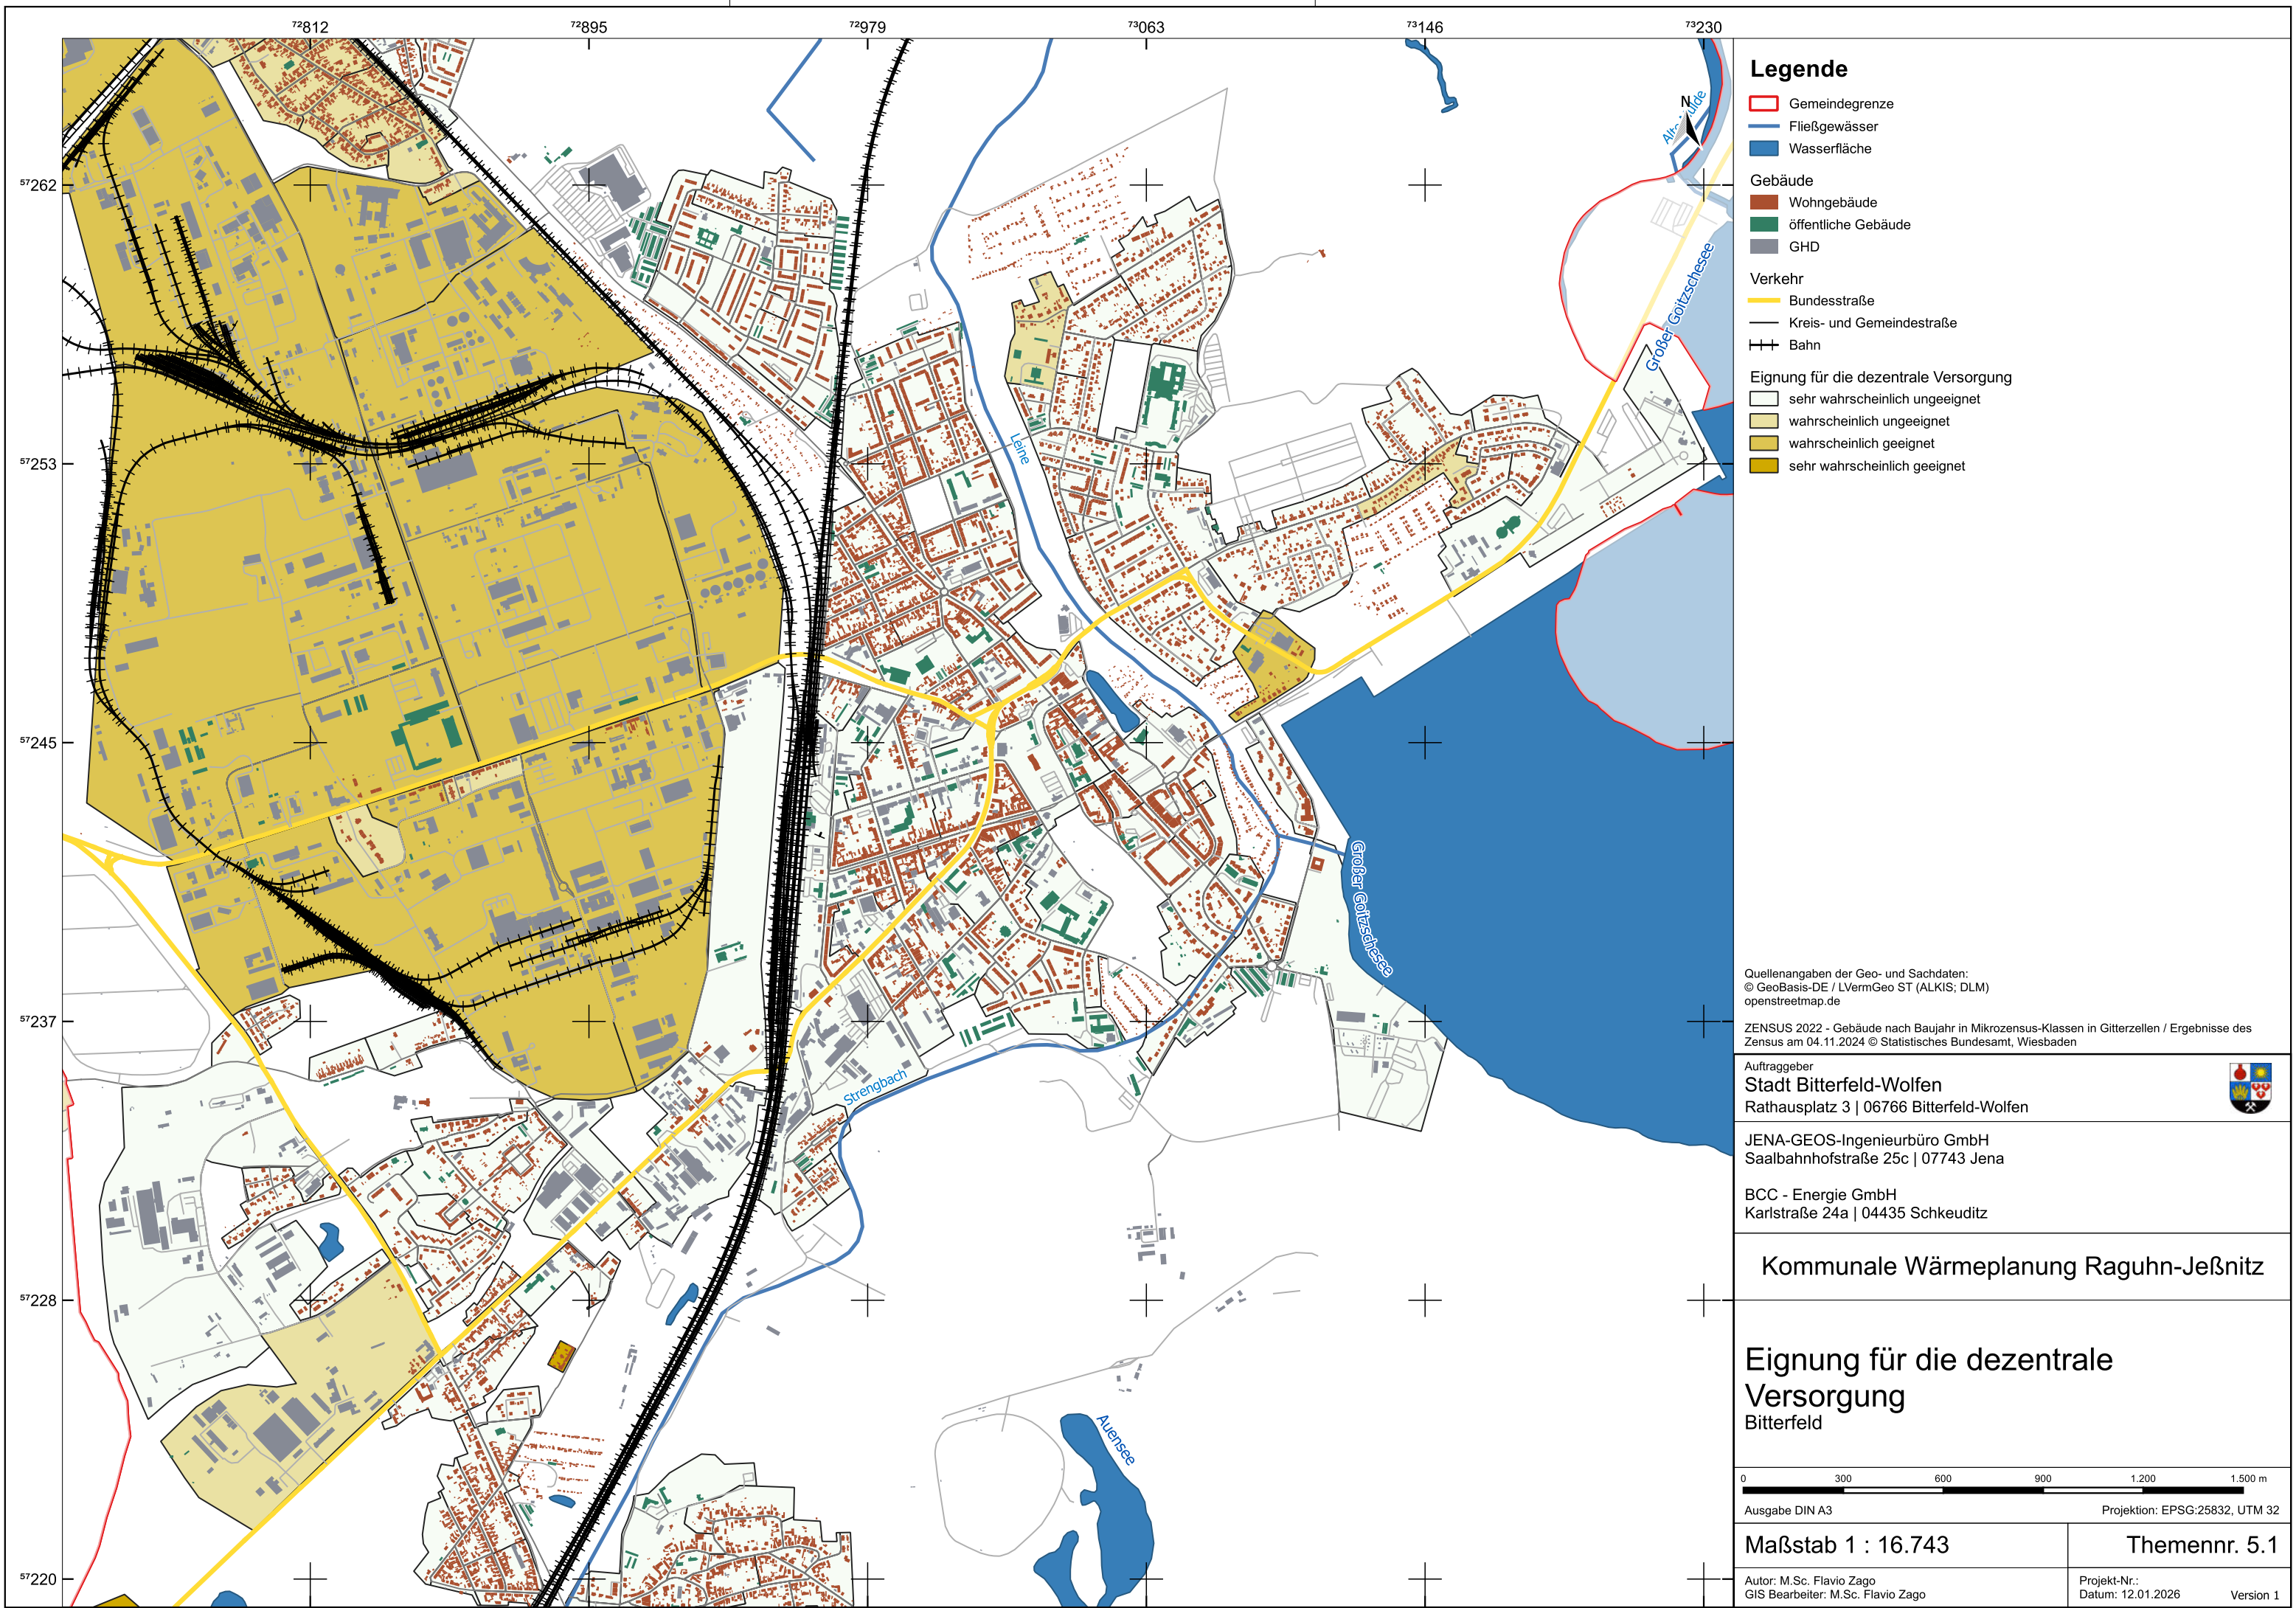 72812 72895 72979 73063 73146 73230
57262
57253
57245
57237
57228
57220
Alte Mulde
N
Großer Goitzschesee
Leine
Großer Goitzschesee
Strengbach
Auensee
Legende
Gemeindegrenze
Fließgewässer
Wasserfläche
Gebäude
Wohngebäude
öffentliche Gebäude
GHD
Verkehr
Bundesstraße
Kreis- und Gemeindestraße
Bahn
Eignung für die dezentrale Versorgung
sehr wahrscheinlich ungeeignet
wahrscheinlich ungeeignet
wahrscheinlich geeignet
sehr wahrscheinlich geeignet
Quellenangaben der Geo- und Sachdaten:
© GeoBasis-DE / LVermGeo ST (ALKIS; DLM)
openstreetmap.de
ZENSUS 2022 - Gebäude nach Baujahr in Mikrozensus-Klassen in Gitterzellen / Ergebnisse des
Zensus am 04.11.2024 © Statistisches Bundesamt, Wiesbaden
Auftraggeber
Stadt Bitterfeld-Wolfen
Rathausplatz 3 | 06766 Bitterfeld-Wolfen
JENA-GEOS-Ingenieurbüro GmbH
Saalbahnhofstraße 25c | 07743 Jena
BCC - Energie GmbH
Karlstraße 24a | 04435 Schkeuditz
Kommunale Wärmeplanung Raguhn-Jeßnitz
Eignung für die dezentrale
Versorgung
Bitterfeld
0 300 600 900 1.200 1.500 m
Ausgabe DIN A3 Projektion: EPSG:25832, UTM 32
Maßstab 1 : 16.743 Themennr. 5.1
Autor: M.Sc. Flavio Zago Projekt-Nr.:
GIS Bearbeiter: M.Sc. Flavio Zago Datum: 12.01.2026 Version 1